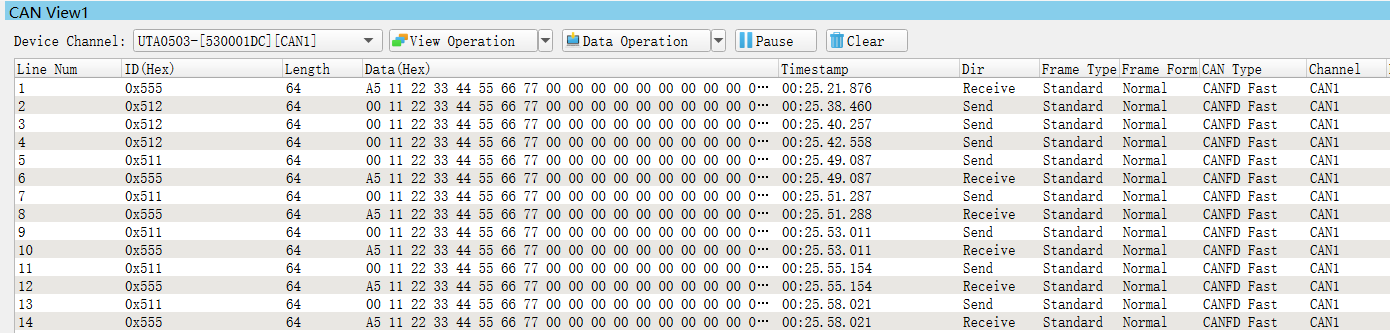 CAN View1
Device Channel: UTA0503-[530001DC][CAN1] View Operation Data Operation Pause Clear
Line Num ID(Hex) Length Data(Hex) Timestamp Dir Frame Type Frame Form CAN Type Channel
1 0x555 64 A5 11 22 33 44 55 66 77 00 00 00 00 00 00 00 00 00 0… 00:25.21.876 Receive Standard Normal CANFD Fast CAN1
2 0x512 64 00 11 22 33 44 55 66 77 00 00 00 00 00 00 00 00 00 0… 00:25.38.460 Send Standard Normal CANFD Fast CAN1
3 0x512 64 00 11 22 33 44 55 66 77 00 00 00 00 00 00 00 00 00 0… 00:25.40.257 Send Standard Normal CANFD Fast CAN1
4 0x512 64 00 11 22 33 44 55 66 77 00 00 00 00 00 00 00 00 00 0… 00:25.42.558 Send Standard Normal CANFD Fast CAN1
5 0x511 64 00 11 22 33 44 55 66 77 00 00 00 00 00 00 00 00 00 0… 00:25.49.087 Send Standard Normal CANFD Fast CAN1
6 0x555 64 A5 11 22 33 44 55 66 77 00 00 00 00 00 00 00 00 00 0… 00:25.49.087 Receive Standard Normal CANFD Fast CAN1
7 0x511 64 00 11 22 33 44 55 66 77 00 00 00 00 00 00 00 00 00 0… 00:25.51.287 Send Standard Normal CANFD Fast CAN1
8 0x555 64 A5 11 22 33 44 55 66 77 00 00 00 00 00 00 00 00 00 0… 00:25.51.288 Receive Standard Normal CANFD Fast CAN1
9 0x511 64 00 11 22 33 44 55 66 77 00 00 00 00 00 00 00 00 00 0… 00:25.53.011 Send Standard Normal CANFD Fast CAN1
10 0x555 64 A5 11 22 33 44 55 66 77 00 00 00 00 00 00 00 00 00 0… 00:25.53.011 Receive Standard Normal CANFD Fast CAN1
11 0x511 64 00 11 22 33 44 55 66 77 00 00 00 00 00 00 00 00 00 0… 00:25.55.154 Send Standard Normal CANFD Fast CAN1
12 0x555 64 A5 11 22 33 44 55 66 77 00 00 00 00 00 00 00 00 00 0… 00:25.55.154 Receive Standard Normal CANFD Fast CAN1
13 0x511 64 00 11 22 33 44 55 66 77 00 00 00 00 00 00 00 00 00 0… 00:25.58.021 Send Standard Normal CANFD Fast CAN1
14 0x555 64 A5 11 22 33 44 55 66 77 00 00 00 00 00 00 00 00 00 0… 00:25.58.021 Receive Standard Normal CANFD Fast CAN1